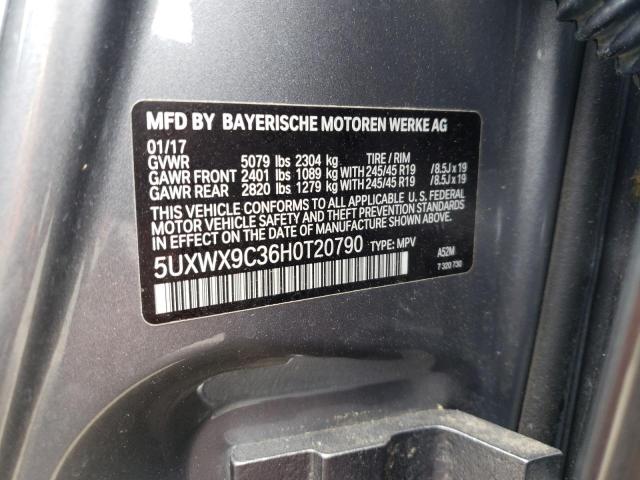 MFD BY BAYERISCHE MOTOREN WERKE AG
01/17
GVWR 5079 lbs 2304 kg TIRE / RIM
GAWR FRONT 2401 lbs 1089 kg WITH 245/45 R19 /8.5J x 19
GAWR REAR 2820 lbs 1279 kg WITH 245/45 R19 /8.5J x 19
THIS VEHICLE CONFORMS TO ALL APPLICABLE U. S. FEDERAL
MOTOR VEHICLE SAFETY AND THEFT PREVENTION STANDARDS
IN EFFECT ON THE DATE OF MANUFACTURE SHOWN ABOVE.
5UXWX9C36H0T20790 TYPE: MPV
A52M
7 320 730